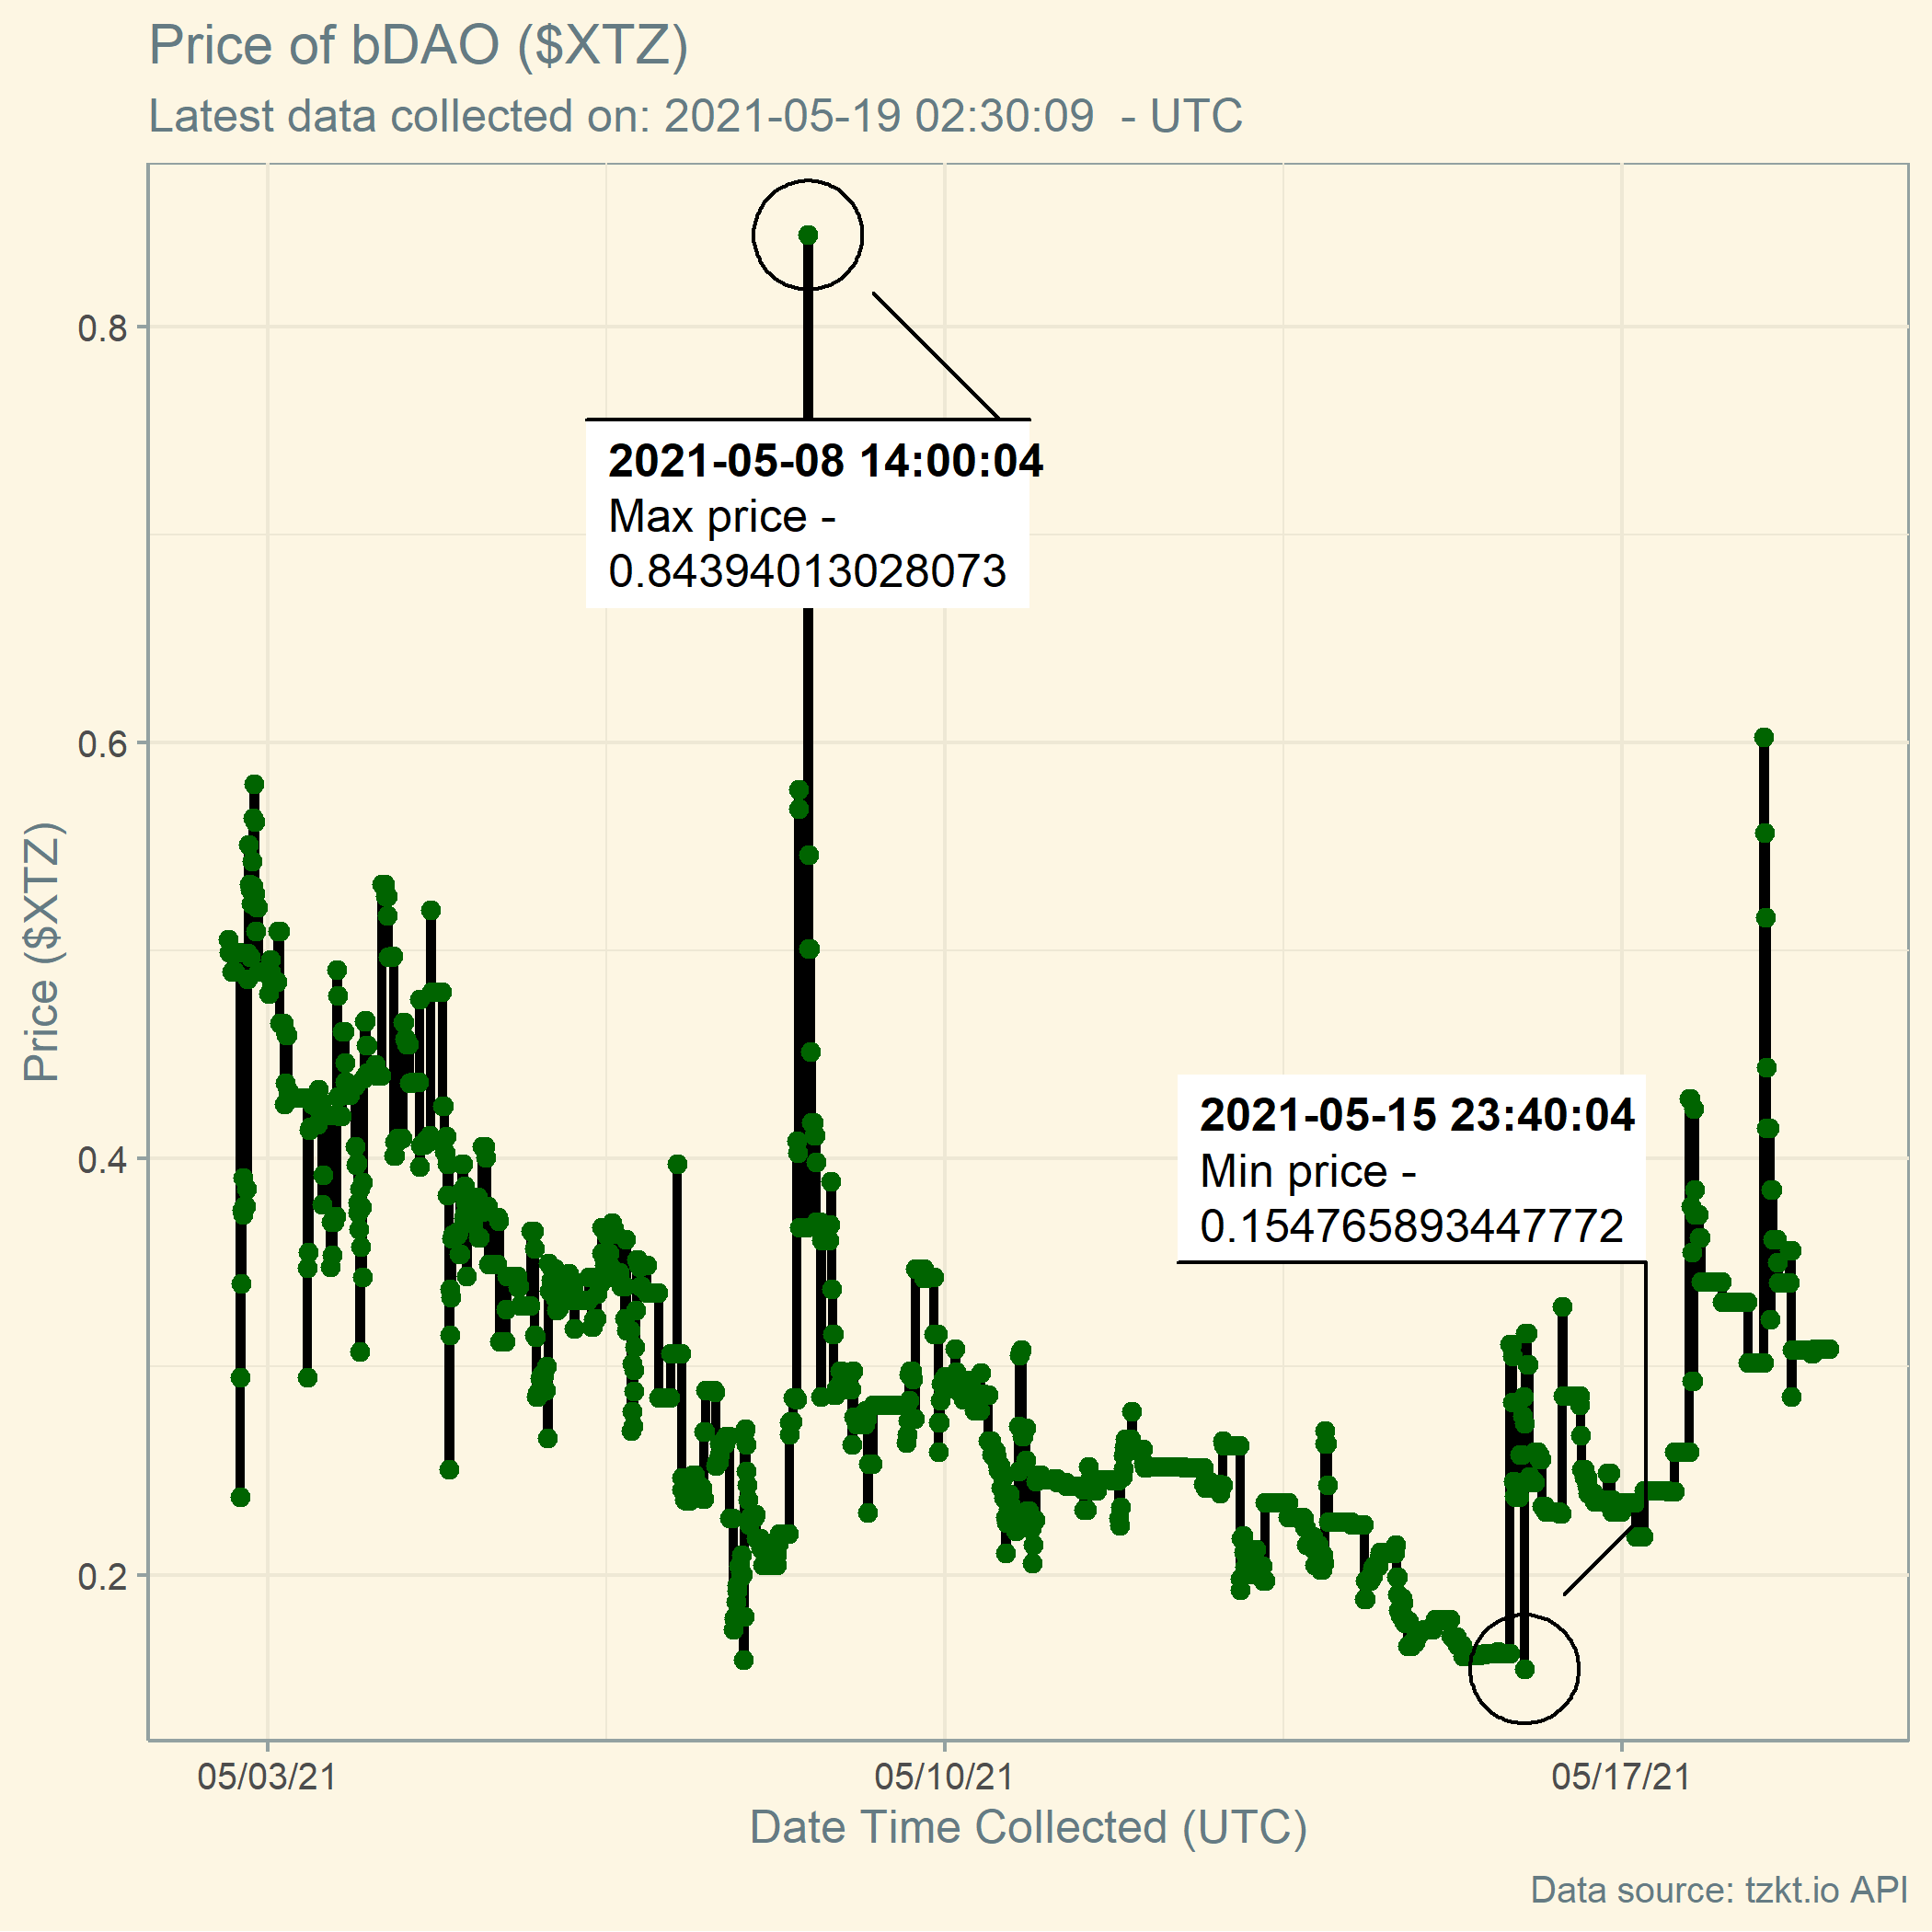 Price of bDAO ($XTZ)
Latest data collected on: 2021-05-19 02:30:09  - UTC
0.8
0.6
0.4
0.2
Price ($XTZ)
2021-05-08 14:00:04
Max price -
0.84394013028073
2021-05-15 23:40:04
Min price -
0.154765893447772
05/03/21
05/10/21
05/17/21
Date Time Collected (UTC)
Data source: tzkt.io API